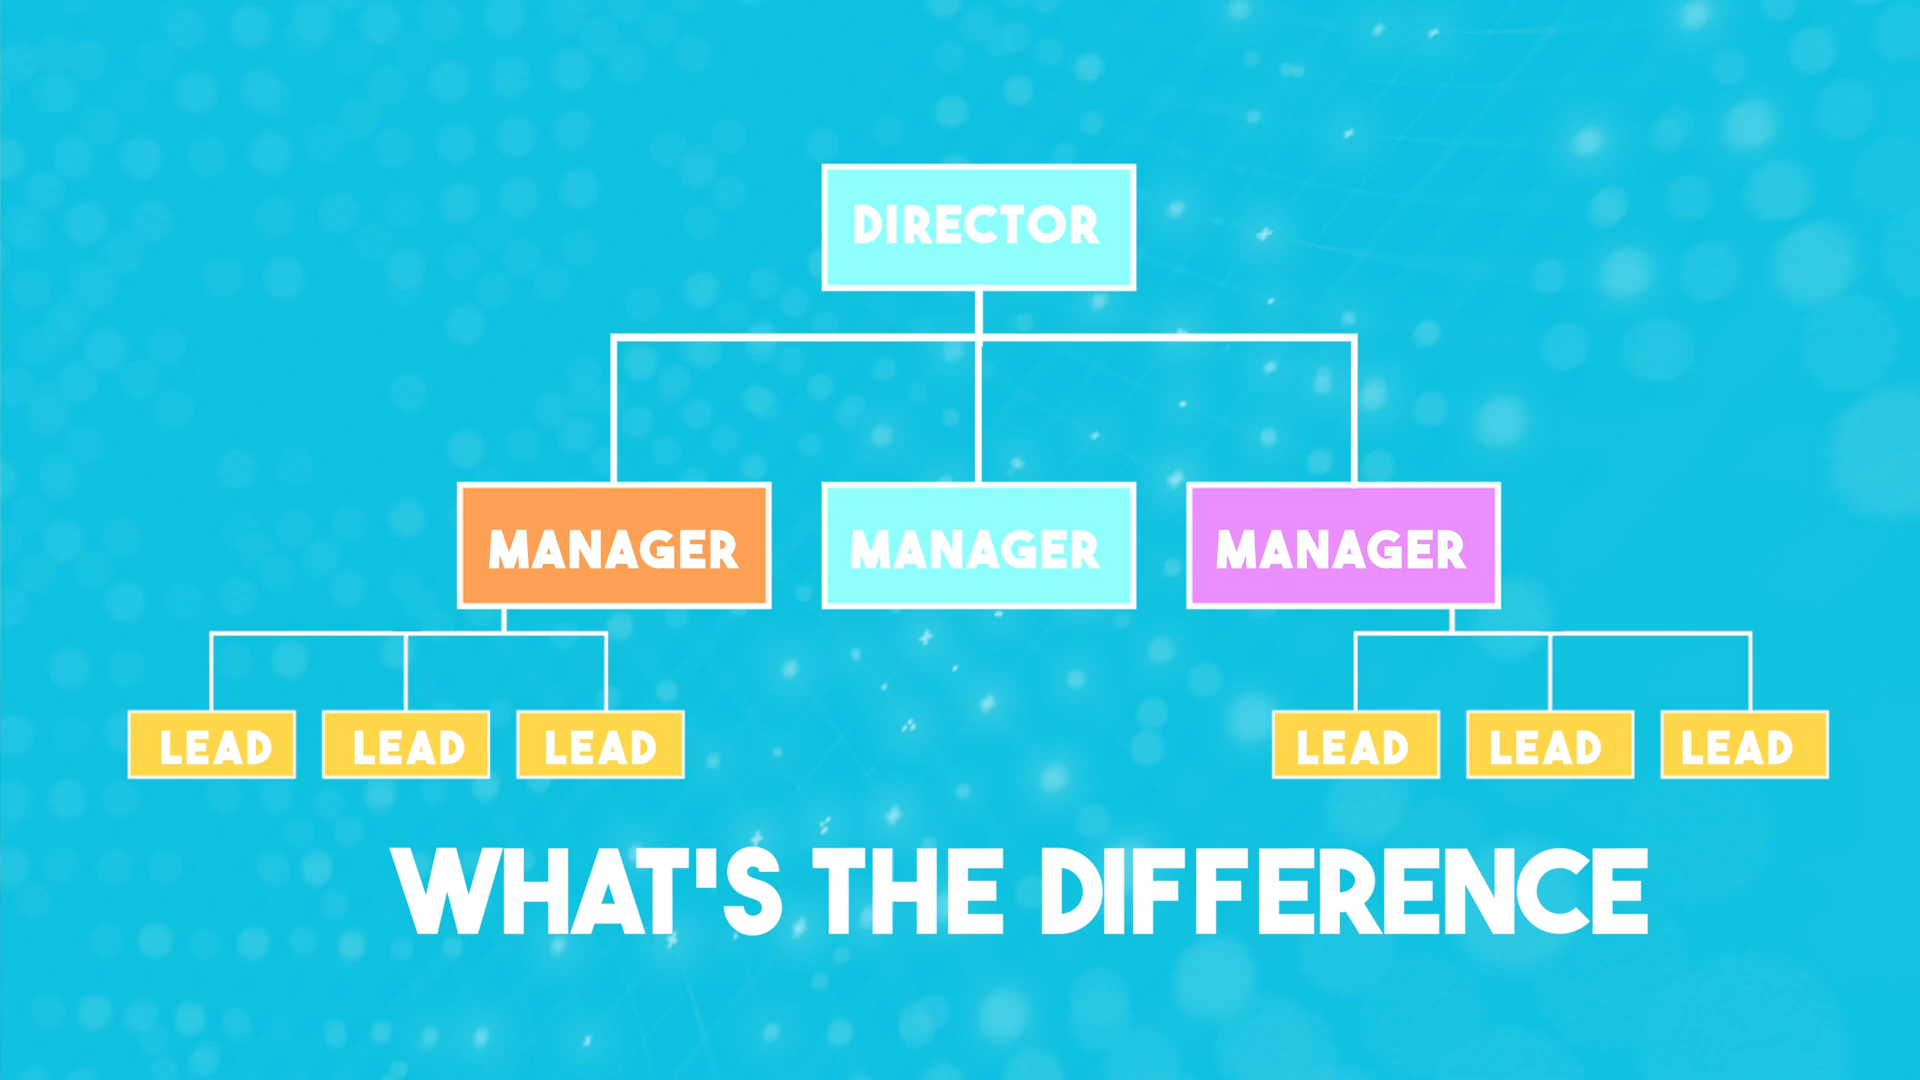 DIRECTOR
MANAGER MANAGER MANAGER
LEAD LEAD LEAD LEAD LEAD LEAD
WHAT'S THE DIFFERENCE